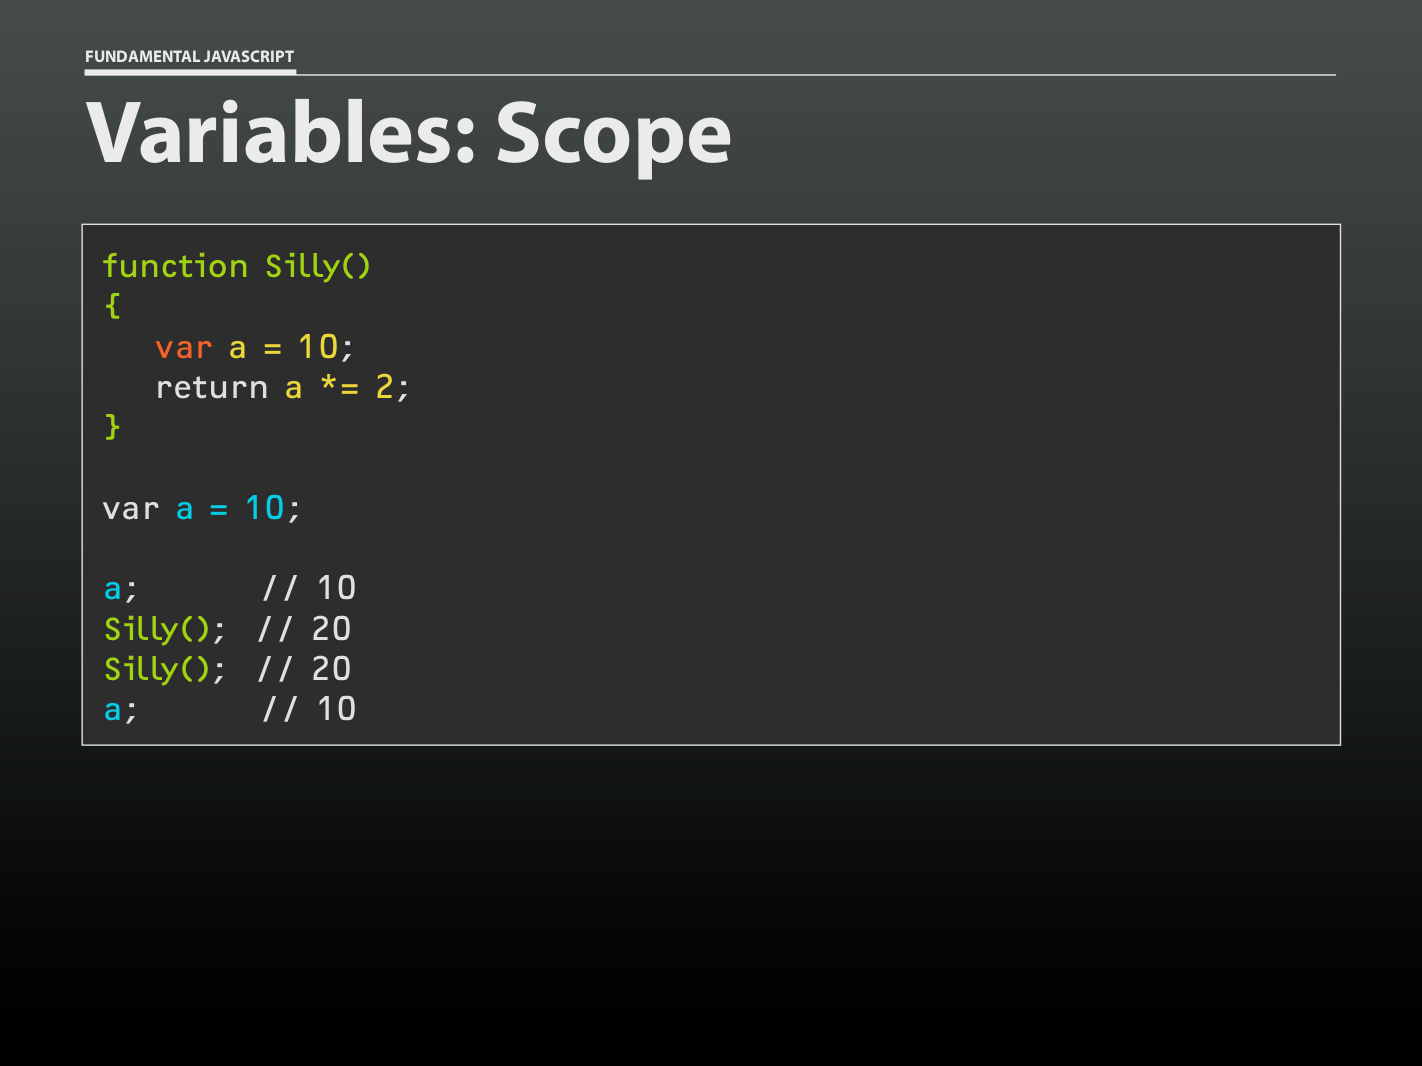 FUNDAMENTAL JAVASCRIPT
Variables: Scope
function Silly()
{
   var a = 10;
   return a *= 2;
}
var a = 10;
a;       // 10
Silly();  // 20
Silly();  // 20
a;       // 10